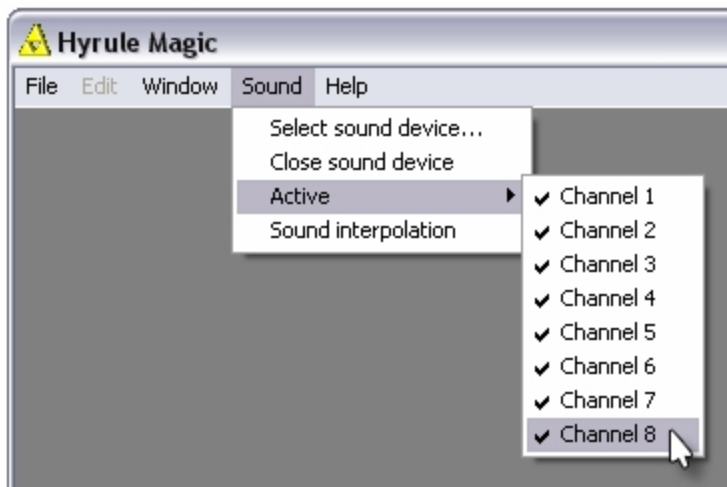 Hyrule Magic
File Edit Window Sound Help
Select sound device...
Close sound device
Active
Sound interpolation
Channel 1
Channel 2
Channel 3
Channel 4
Channel 5
Channel 6
Channel 7
Channel 8